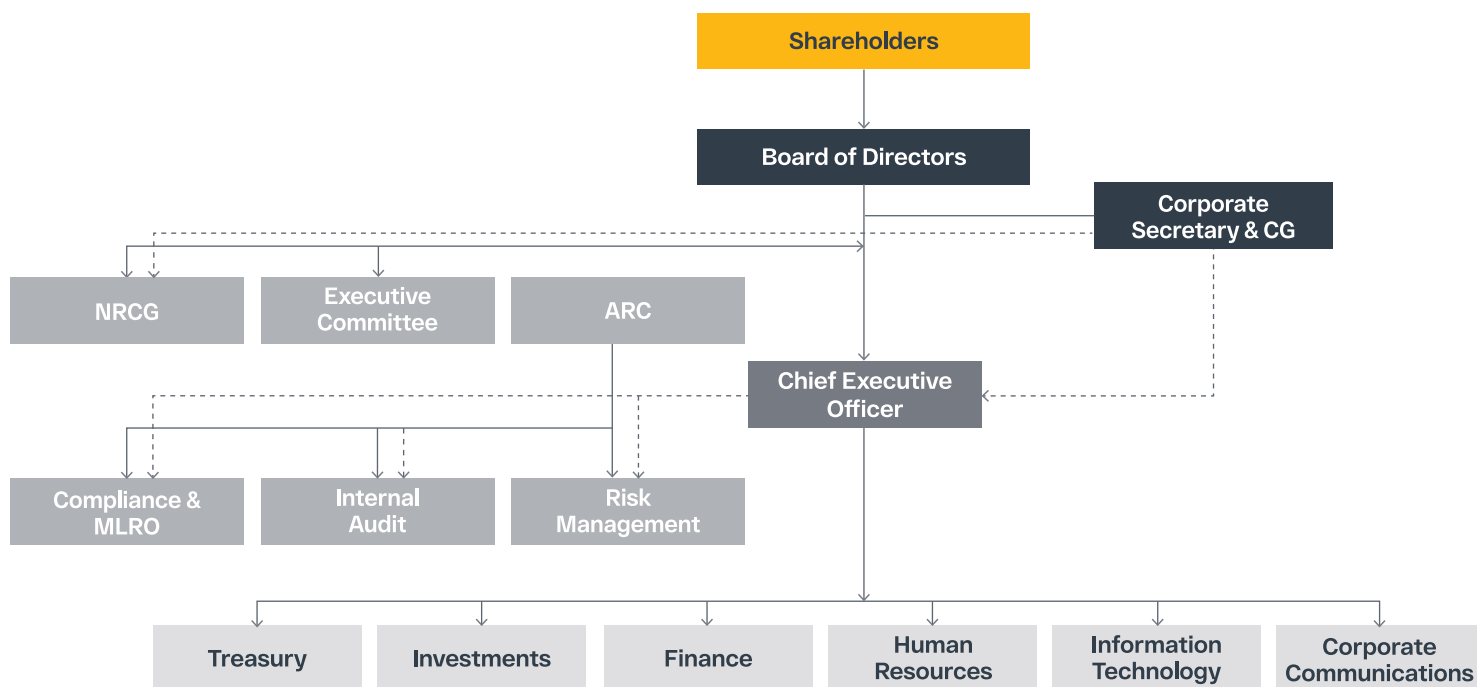 Shareholders
Board of Directors
Corporate
Secretary & CG
NRCG
Executive
Committee
ARC
Chief Executive
Officer
Compliance &
MLRO
Internal
Audit
Risk
Management
Treasury
Investments
Finance
Human
Resources
Information
Technology
Corporate
Communications